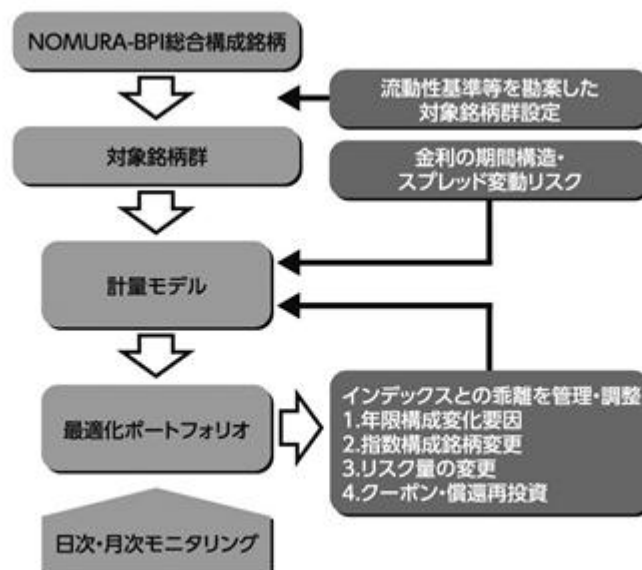 NOMURA-BPI総合構成銘柄
流動性基準等を勘案した
対象銘柄群設定
対象銘柄群
金利の期間構造・
スプレッド変動リスク
計量モデル
最適化ポートフォリオ
インデックスとの乖離を管理・調整
1.年限構成変化要因
2.指数構成銘柄変更
3.リスク量の変更
4.クーポン・償還再投資
日次・月次モニタリング